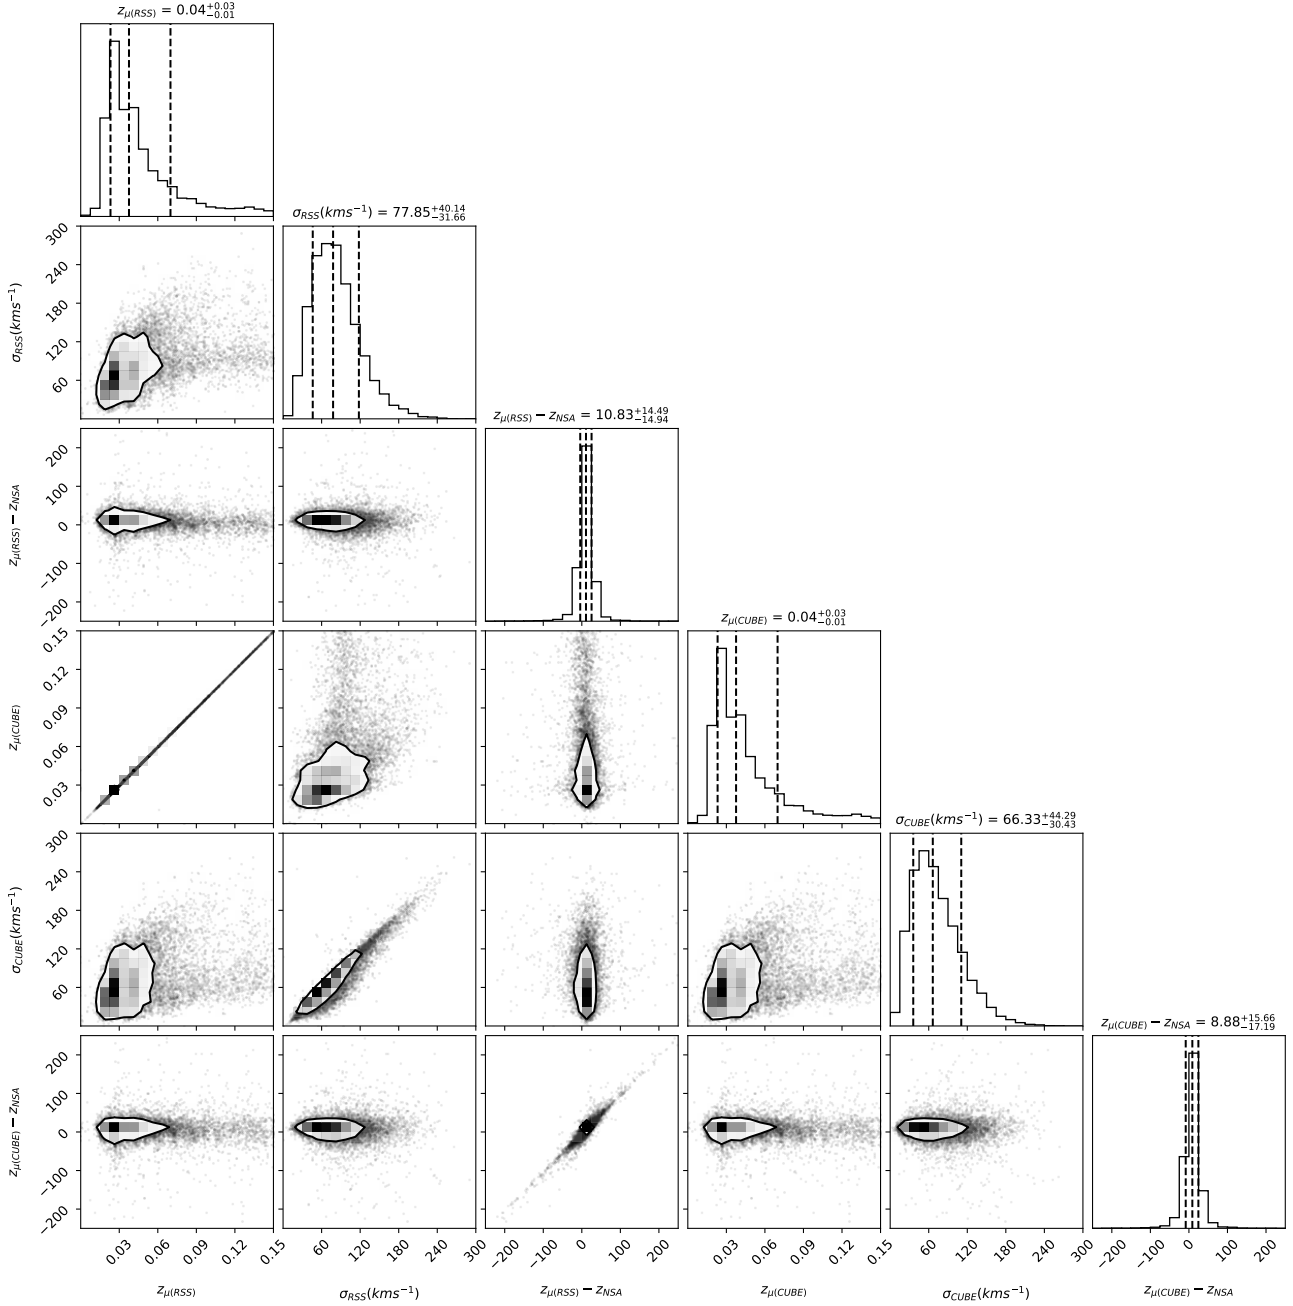 z_{μ(RSS)} = 0.04^{+0.03}_{−0.01}
σ_{RSS}(kms^{−1}) = 77.85^{+40.14}_{−31.66}
300
240
180
120
60
σ_{RSS}(kms^{−1})
z_{μ(RSS)} − z_{NSA} = 10.83^{+14.49}_{−14.94}
200
100
0
−100
−200
z_{μ(RSS)} − z_{NSA}
z_{μ(CUBE)} = 0.04^{+0.03}_{−0.01}
0.15
0.12
0.09
0.06
0.03
z_{μ(CUBE)}
σ_{CUBE}(kms^{−1}) = 66.33^{+44.29}_{−30.43}
300
240
180
120
60
σ_{CUBE}(kms^{−1})
z_{μ(CUBE)} − z_{NSA} = 8.88^{+15.66}_{−17.19}
200
100
0
−100
−200
z_{μ(CUBE)} − z_{NSA}
0.03 0.06 0.09 0.12 0.15
60 120 180 240 300
−200 −100 0 100 200
0.03 0.06 0.09 0.12 0.15
60 120 180 240 300
−200 −100 0 100 200
z_{μ(RSS)}
σ_{RSS}(kms^{−1})
z_{μ(RSS)} − z_{NSA}
z_{μ(CUBE)}
σ_{CUBE}(kms^{−1})
z_{μ(CUBE)} − z_{NSA}